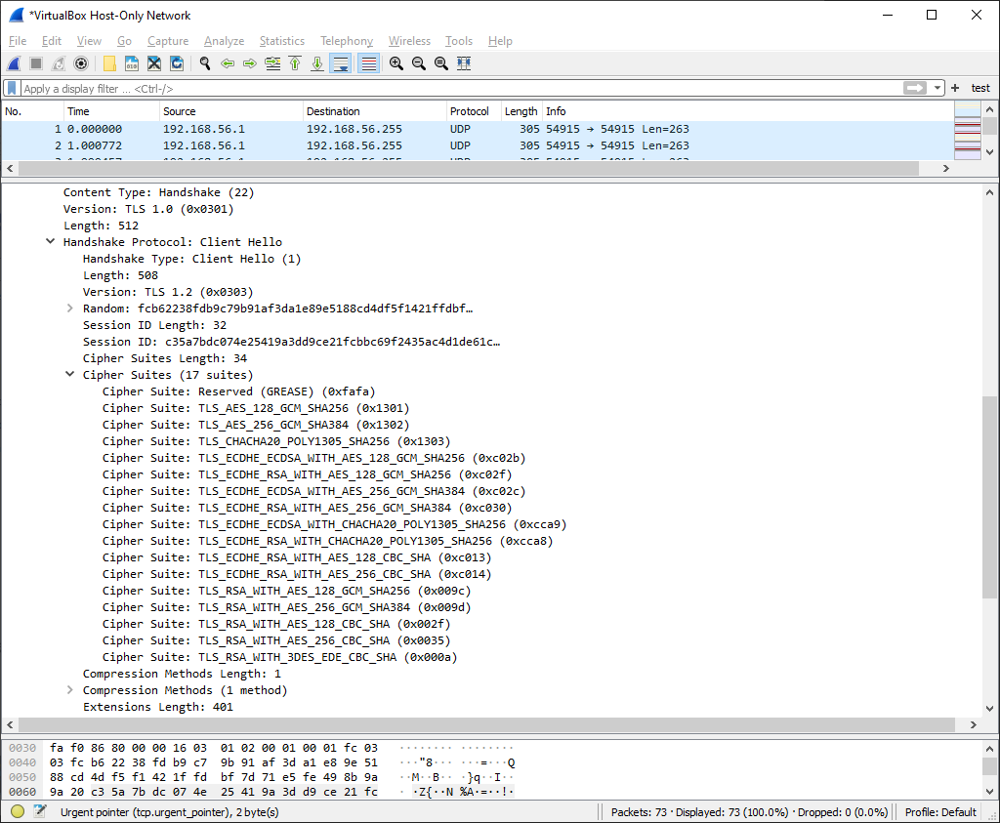 *VirtualBox Host-Only Network
File Edit View Go Capture Analyze Statistics Telephony Wireless Tools Help
Apply a display filter ... <Ctrl-/> + test
No. Time Source Destination Protocol Length Info
1 0.000000 192.168.56.1 192.168.56.255 UDP 305 54915 → 54915 Len=263
2 1.000772 192.168.56.1 192.168.56.255 UDP 305 54915 → 54915 Len=263
Content Type: Handshake (22)
Version: TLS 1.0 (0x0301)
Length: 512
Handshake Protocol: Client Hello
Handshake Type: Client Hello (1)
Length: 508
Version: TLS 1.2 (0x0303)
Random: fcb62238fdb9c79b91af3da1e89e5188cd4df5f1421ffdbf…
Session ID Length: 32
Session ID: c35a7bdc074e25419a3dd9ce21fcbbc69f2435ac4d1de61c…
Cipher Suites Length: 34
Cipher Suites (17 suites)
Cipher Suite: Reserved (GREASE) (0xfafa)
Cipher Suite: TLS_AES_128_GCM_SHA256 (0x1301)
Cipher Suite: TLS_AES_256_GCM_SHA384 (0x1302)
Cipher Suite: TLS_CHACHA20_POLY1305_SHA256 (0x1303)
Cipher Suite: TLS_ECDHE_ECDSA_WITH_AES_128_GCM_SHA256 (0xc02b)
Cipher Suite: TLS_ECDHE_RSA_WITH_AES_128_GCM_SHA256 (0xc02f)
Cipher Suite: TLS_ECDHE_ECDSA_WITH_AES_256_GCM_SHA384 (0xc02c)
Cipher Suite: TLS_ECDHE_RSA_WITH_AES_256_GCM_SHA384 (0xc030)
Cipher Suite: TLS_ECDHE_ECDSA_WITH_CHACHA20_POLY1305_SHA256 (0xcca9)
Cipher Suite: TLS_ECDHE_RSA_WITH_CHACHA20_POLY1305_SHA256 (0xcca8)
Cipher Suite: TLS_ECDHE_RSA_WITH_AES_128_CBC_SHA (0xc013)
Cipher Suite: TLS_ECDHE_RSA_WITH_AES_256_CBC_SHA (0xc014)
Cipher Suite: TLS_RSA_WITH_AES_128_GCM_SHA256 (0x009c)
Cipher Suite: TLS_RSA_WITH_AES_256_GCM_SHA384 (0x009d)
Cipher Suite: TLS_RSA_WITH_AES_128_CBC_SHA (0x002f)
Cipher Suite: TLS_RSA_WITH_AES_256_CBC_SHA (0x0035)
Cipher Suite: TLS_RSA_WITH_3DES_EDE_CBC_SHA (0x000a)
Compression Methods Length: 1
Compression Methods (1 method)
Extensions Length: 401
0030 fa f0 86 80 00 00 16 03 01 02 00 01 00 01 fc 03 ········ ········
0040 03 fc b6 22 38 fd b9 c7 9b 91 af 3d a1 e8 9e 51 ···"8··· ···=···Q
0050 88 cd 4d f5 f1 42 1f fd bf 7d 71 e5 fe 49 8b 9a ··M··B·· ·}q··I··
0060 9a 20 c3 5a 7b dc 07 4e 25 41 9a 3d d9 ce 21 fc · ·Z{··N %A·=··!·
Urgent pointer (tcp.urgent_pointer), 2 byte(s) Packets: 73 · Displayed: 73 (100.0%) · Dropped: 0 (0.0%) Profile: Default